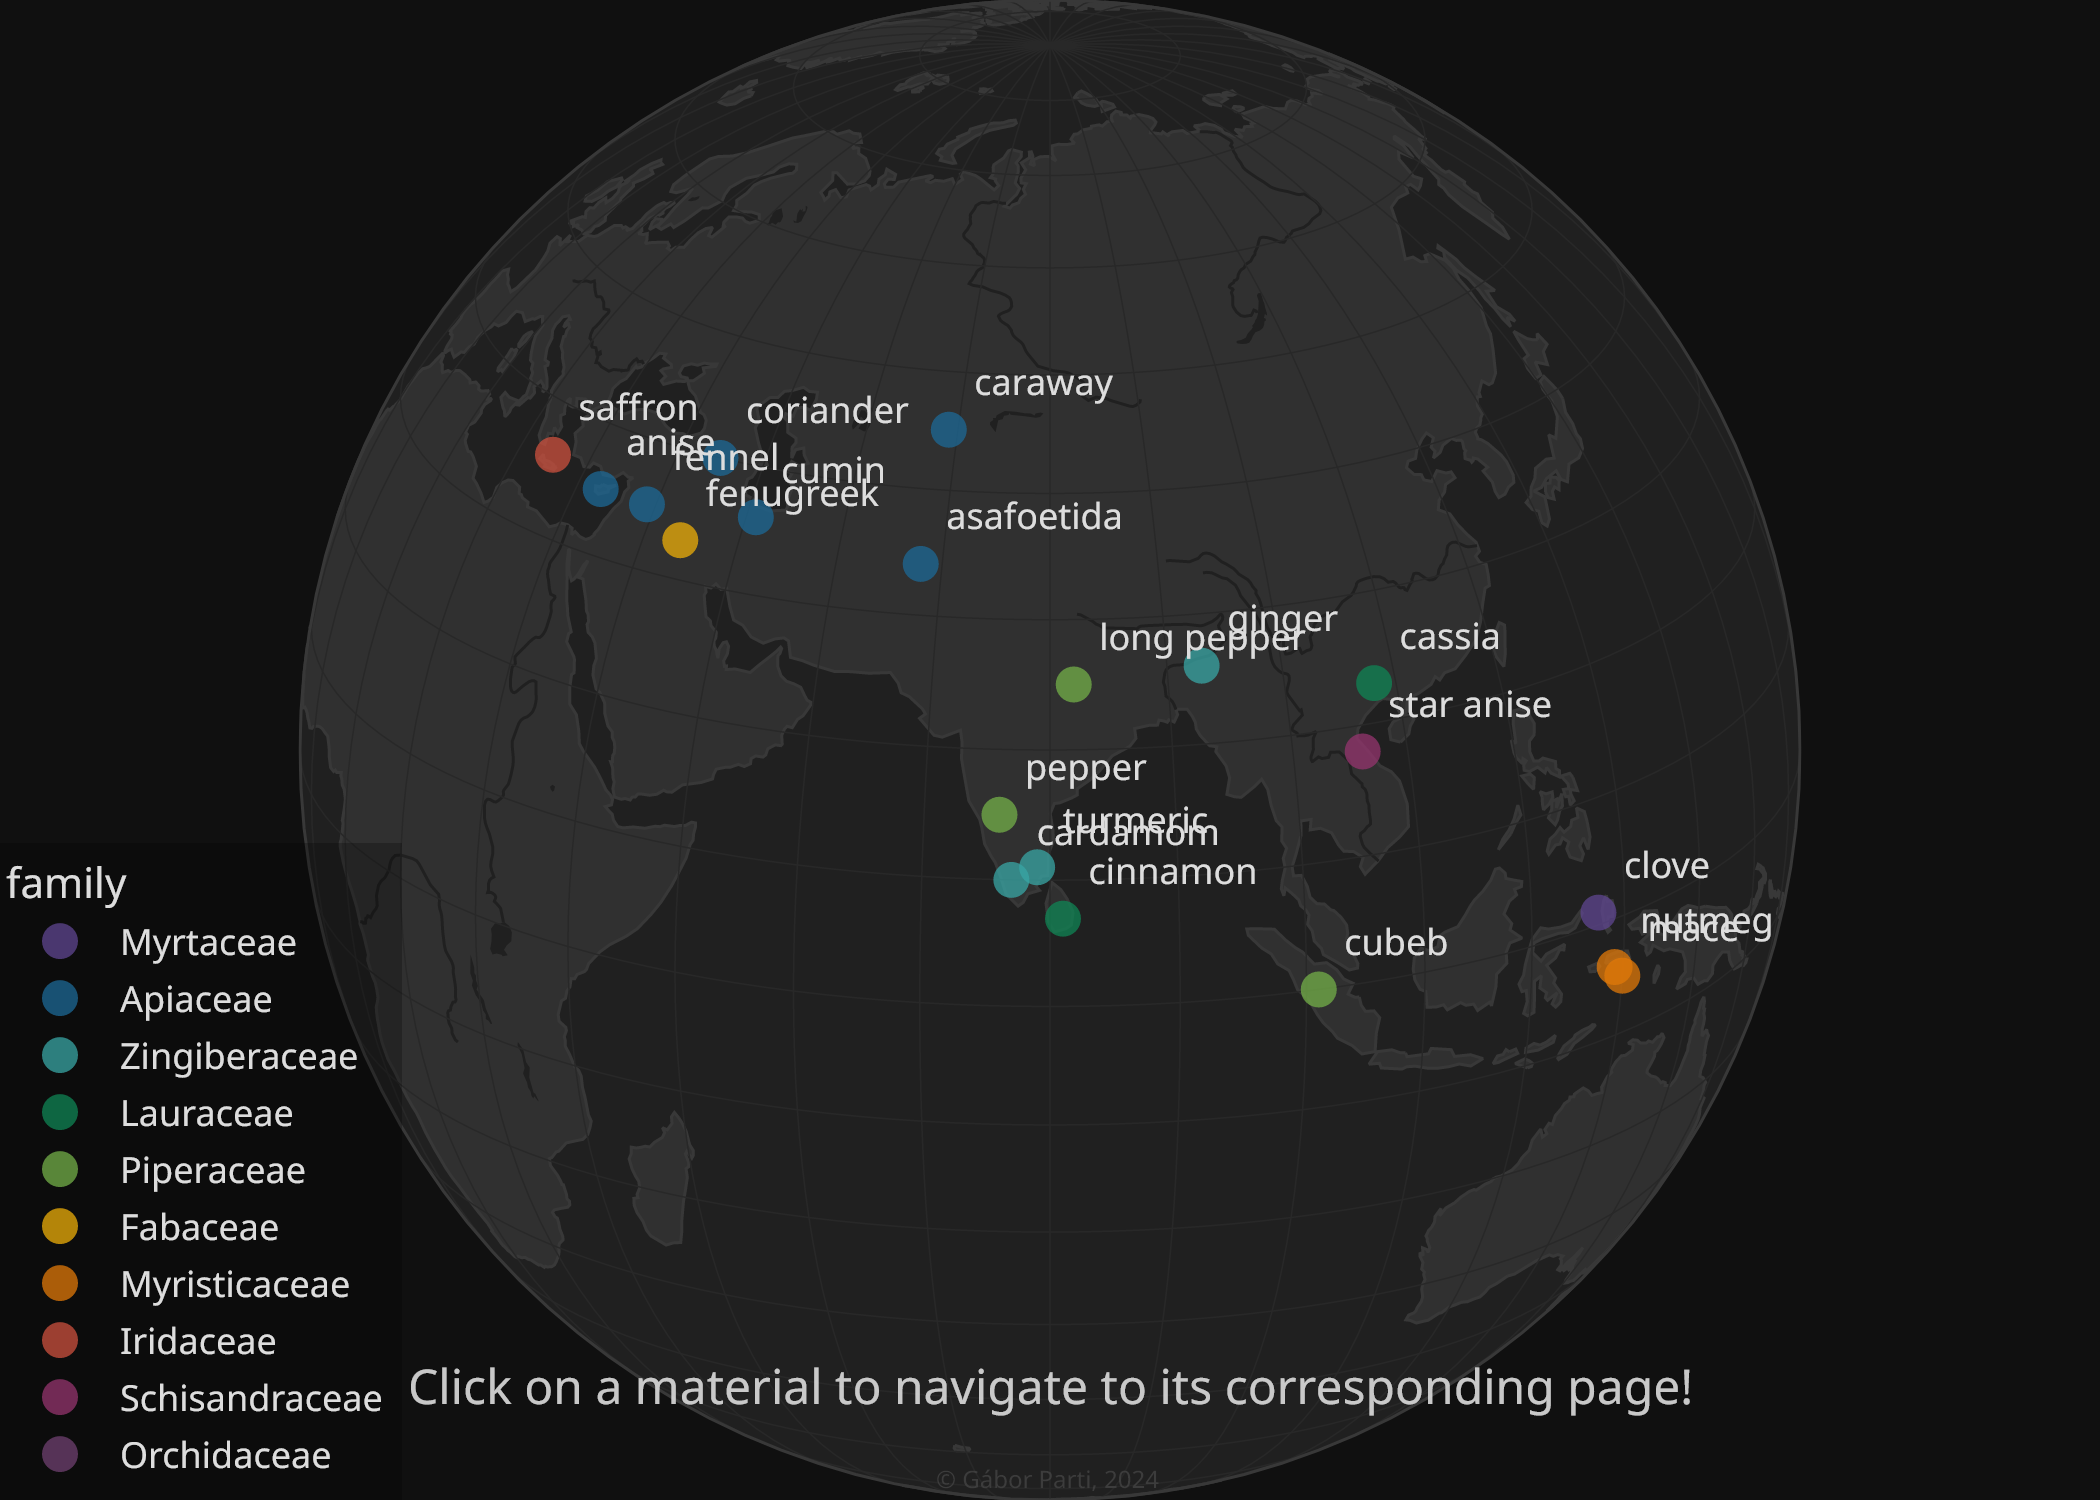 caraway
saffron
coriander
anise
fennel
cumin
fenugreek
asafoetida
ginger
long pepper
cassia
star anise
pepper
turmeric
cardamom
cinnamon
clove
nutmeg
mace
cubeb
family
Myrtaceae
Apiaceae
Zingiberaceae
Lauraceae
Piperaceae
Fabaceae
Myristicaceae
Iridaceae
Schisandraceae
Orchidaceae
Click on a material to navigate to its corresponding page!
© Gábor Parti, 2024